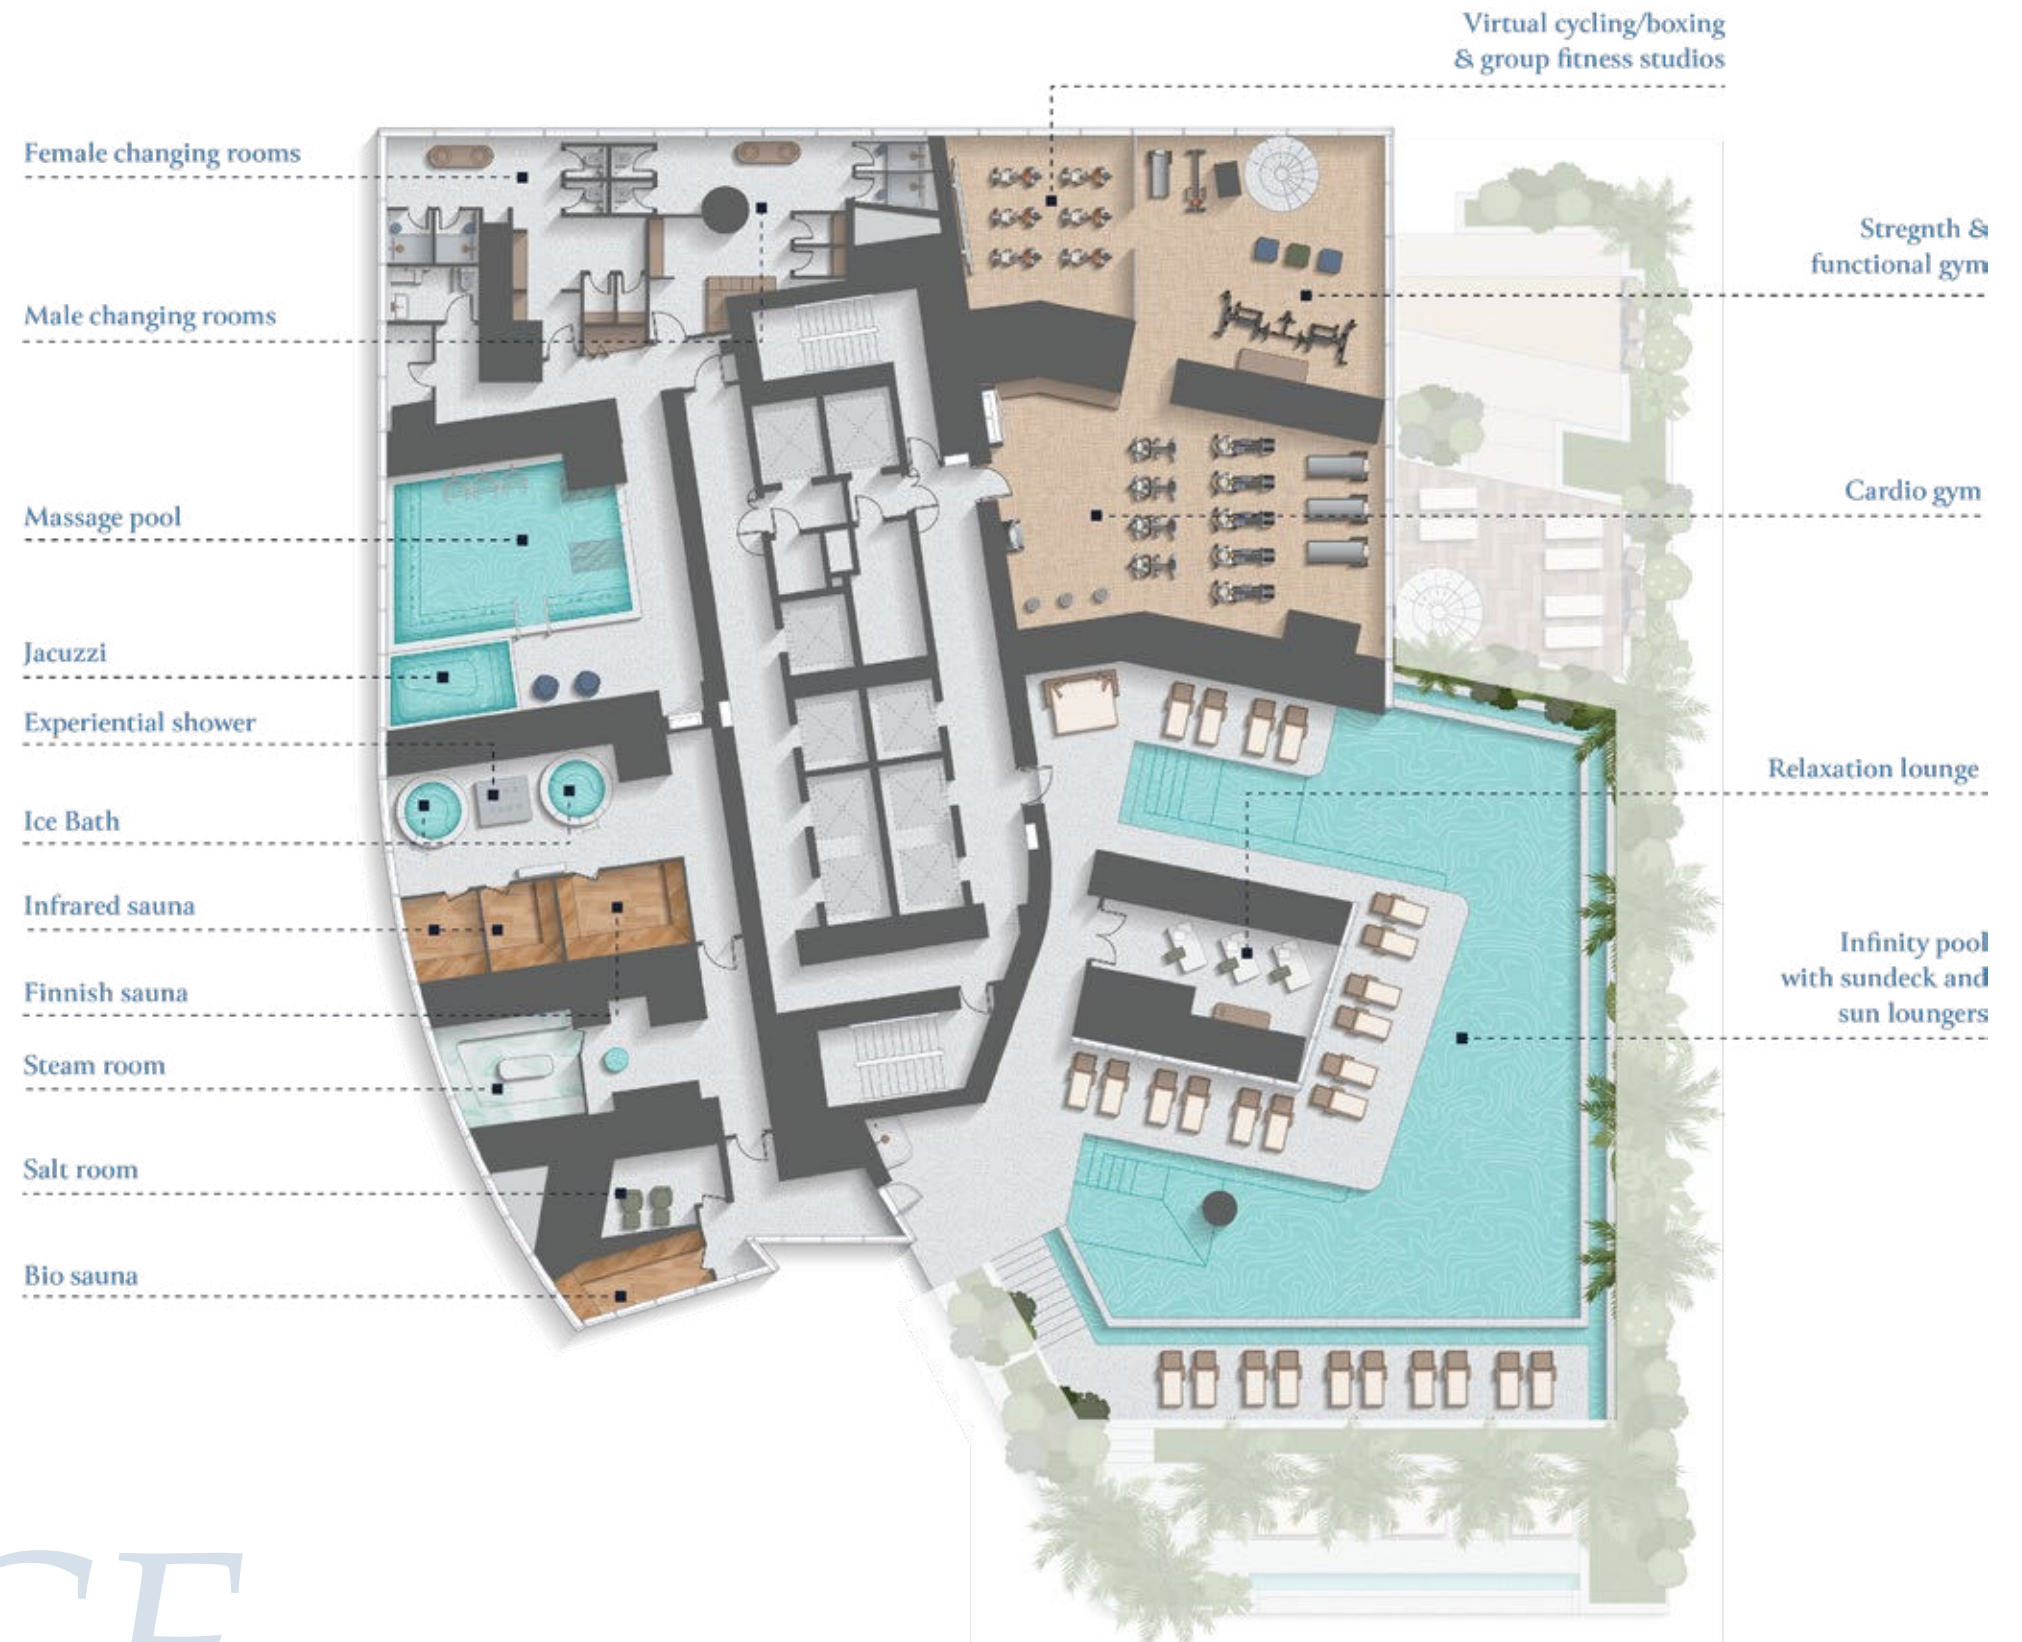 Virtual cycling/boxing
& group fitness studios
Female changing rooms
Stregnth &
functional gym
Male changing rooms
Cardio gym
Massage pool
Jacuzzi
Experiential shower
Relaxation lounge
Ice Bath
Infrared sauna
Infinity pool
with sundeck and
sun loungers
Finnish sauna
Steam room
Salt room
Bio sauna
CE